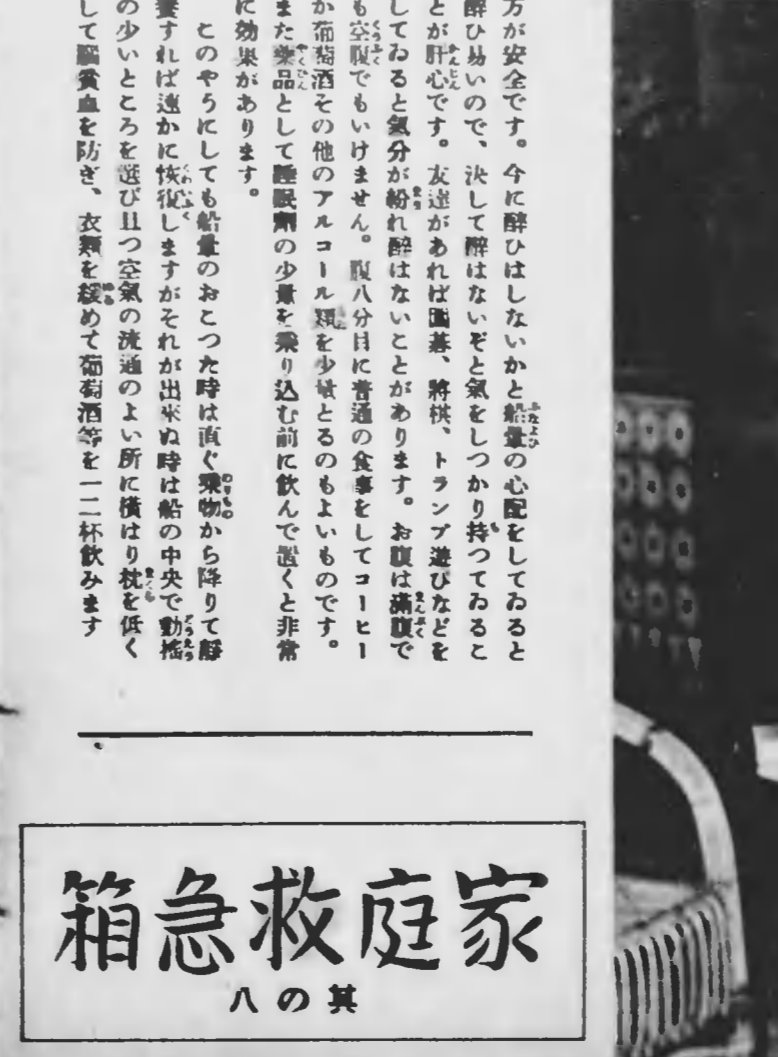 方が安全です。今に醉ひはしないかと船暈の心配をしてゐると
醉ひ易いので、決して醉はないぞと氣をしつかり持つてゐるこ
とが肝心です。友達があれば圍碁、將棋、トランプ遊びなどを
してゐると氣分が紛れ醉はないことがあります。お腹は滿腹で
も空腹でもいけません。腹八分目に普通の食事をしてコーヒー
か葡萄酒その他のアルコール類を少量とるのもよいものです。
また藥品として睡眠劑の少量を乘り込む前に飮んで置くと非常
に効果があります。
このやうにしても船暈のおこつた時は直ぐ乘物から降りて靜
養すれば速かに恢復しますがそれが出來ぬ時は船の中央で動搖
の少いところを選び且つ空氣の流通のよい所に横はり枕を低く
して腦貧血を防ぎ、衣類を緩めて葡萄酒等を一二杯飮みます
箱急救庭家
八の其